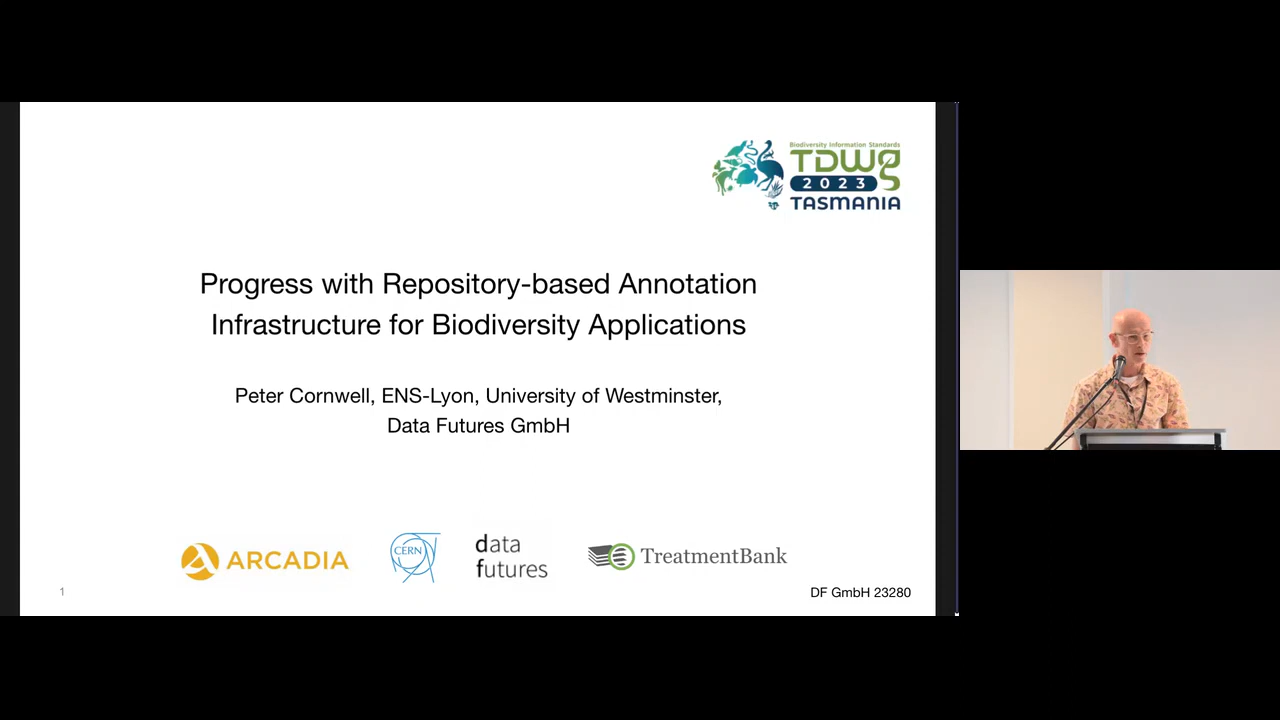 Biodiversity Information Standards
TDWG
2023
TASMANIA
Progress with Repository-based Annotation
Infrastructure for Biodiversity Applications
Peter Cornwell, ENS-Lyon, University of Westminster,
Data Futures GmbH
ARCADIA
CERN
data
futures
TreatmentBank
1
DF GmbH 23280